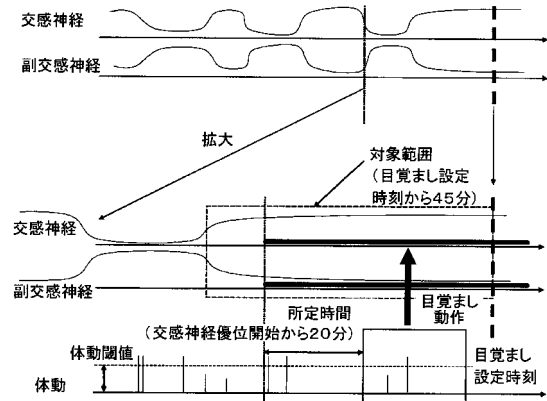 交感神経
副交感神経
拡大
対象範囲
(目覚まし設定
時刻から45分)
交感神経
副交感神経
所定時間
(交感神経優位開始から20分)
目覚まし
動作
体動閾値
体動
目覚まし
設定時刻